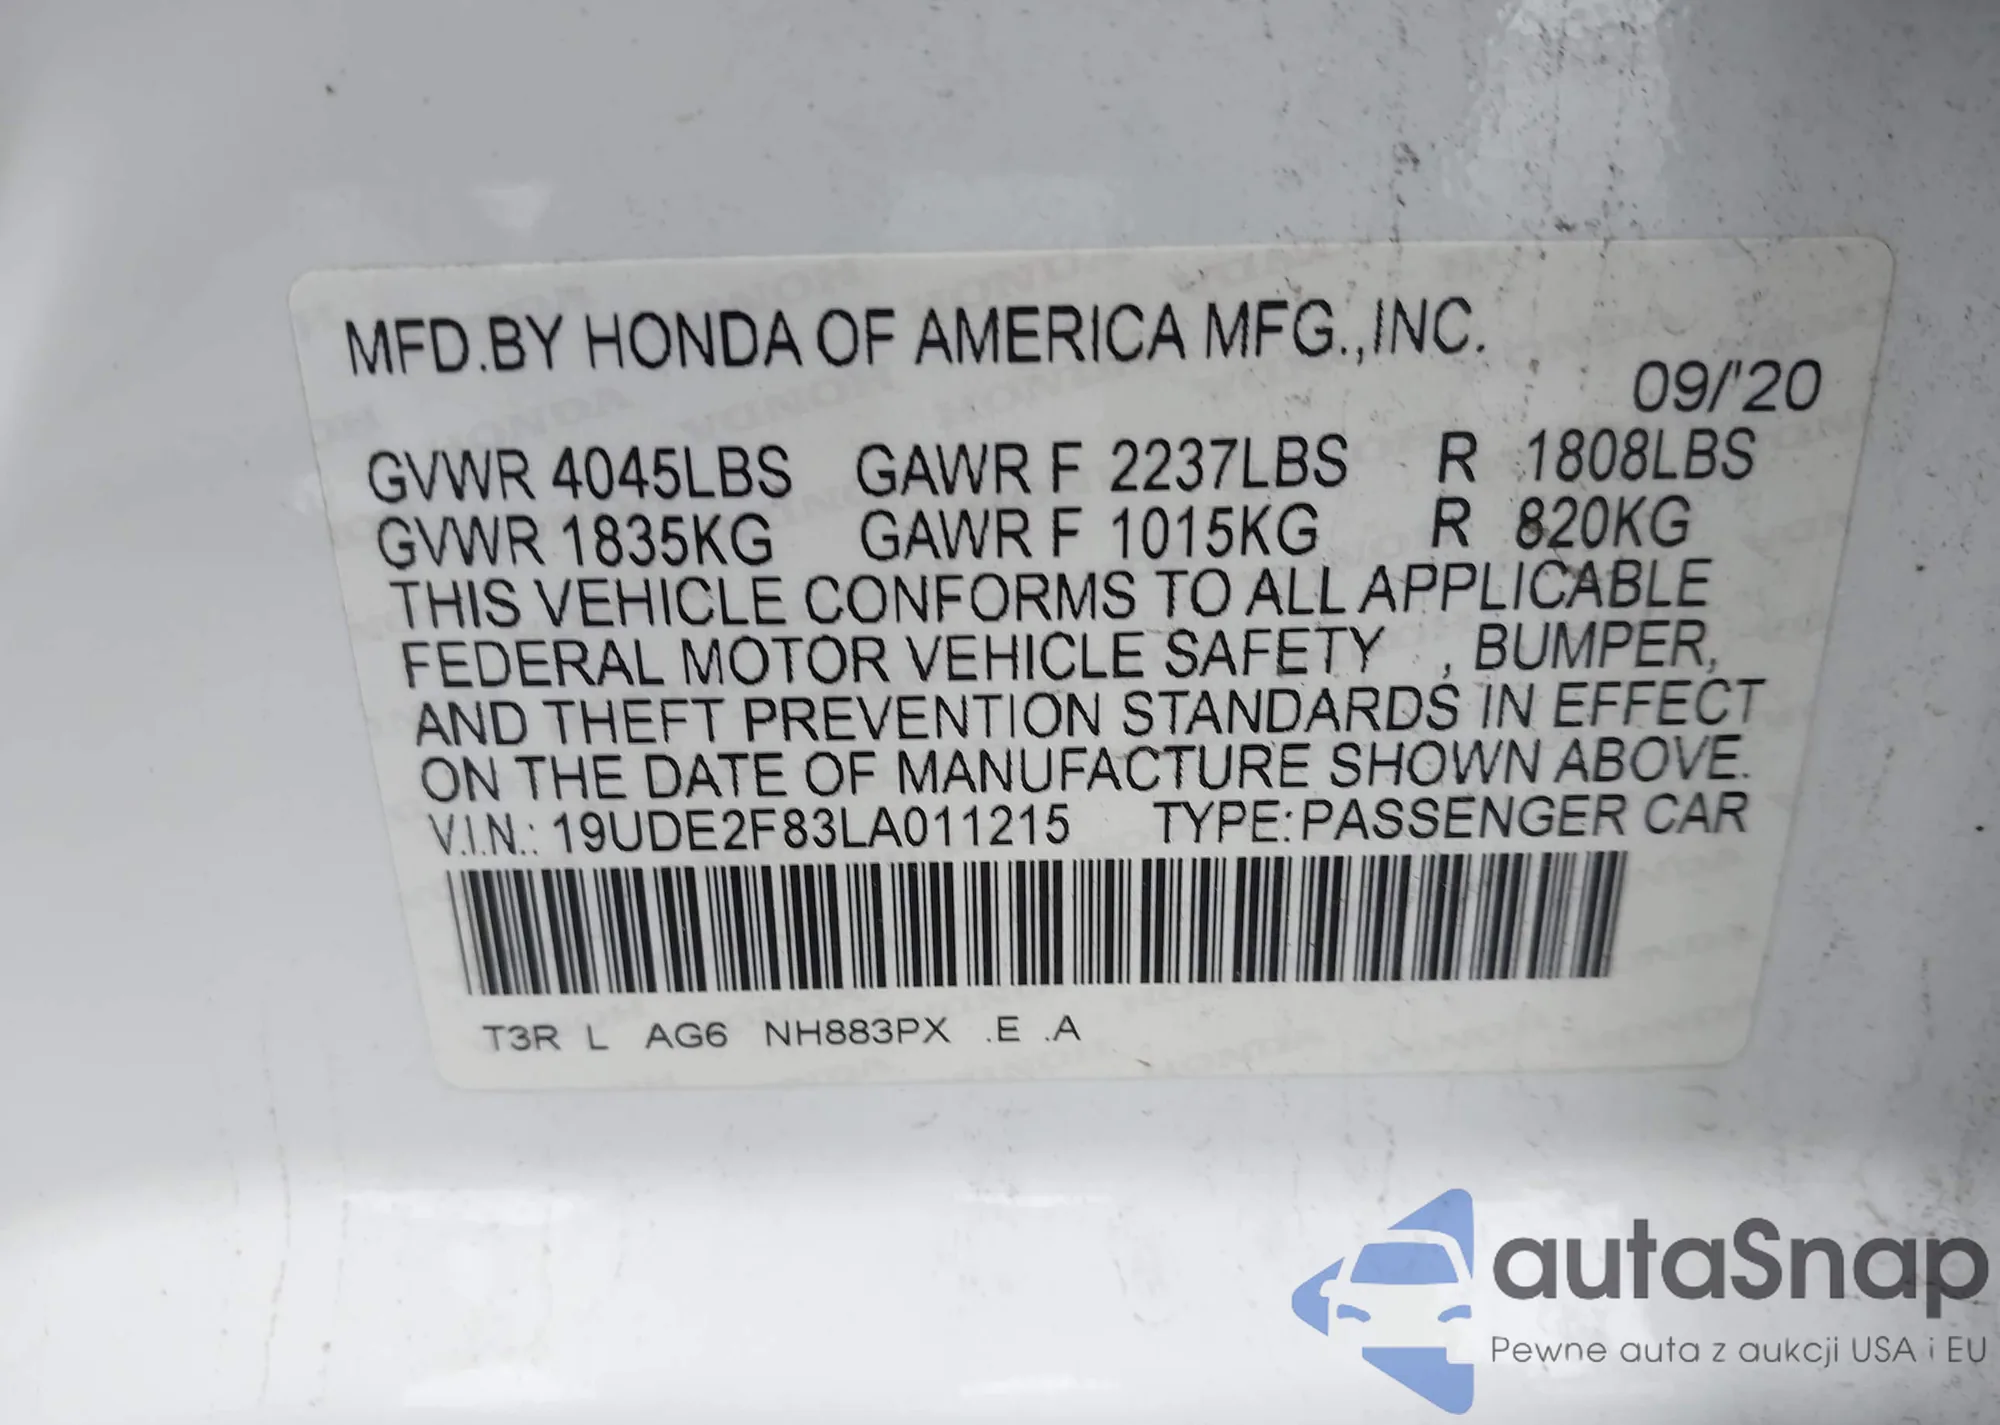 MFD.BY HONDA OF AMERICA MFG.,INC.
09/'20
GVWR 4045LBS GAWR F 2237LBS R 1808LBS
GVWR 1835KG GAWR F 1015KG R 820KG
THIS VEHICLE CONFORMS TO ALL APPLICABLE
FEDERAL MOTOR VEHICLE SAFETY , BUMPER,
AND THEFT PREVENTION STANDARDS IN EFFECT
ON THE DATE OF MANUFACTURE SHOWN ABOVE.
V.I.N.: 19UDE2F83LA011215 TYPE:PASSENGER CAR
T3R L AG6 NH883PX .E .A
autaSnap
Pewne auta z aukcji USA i EU